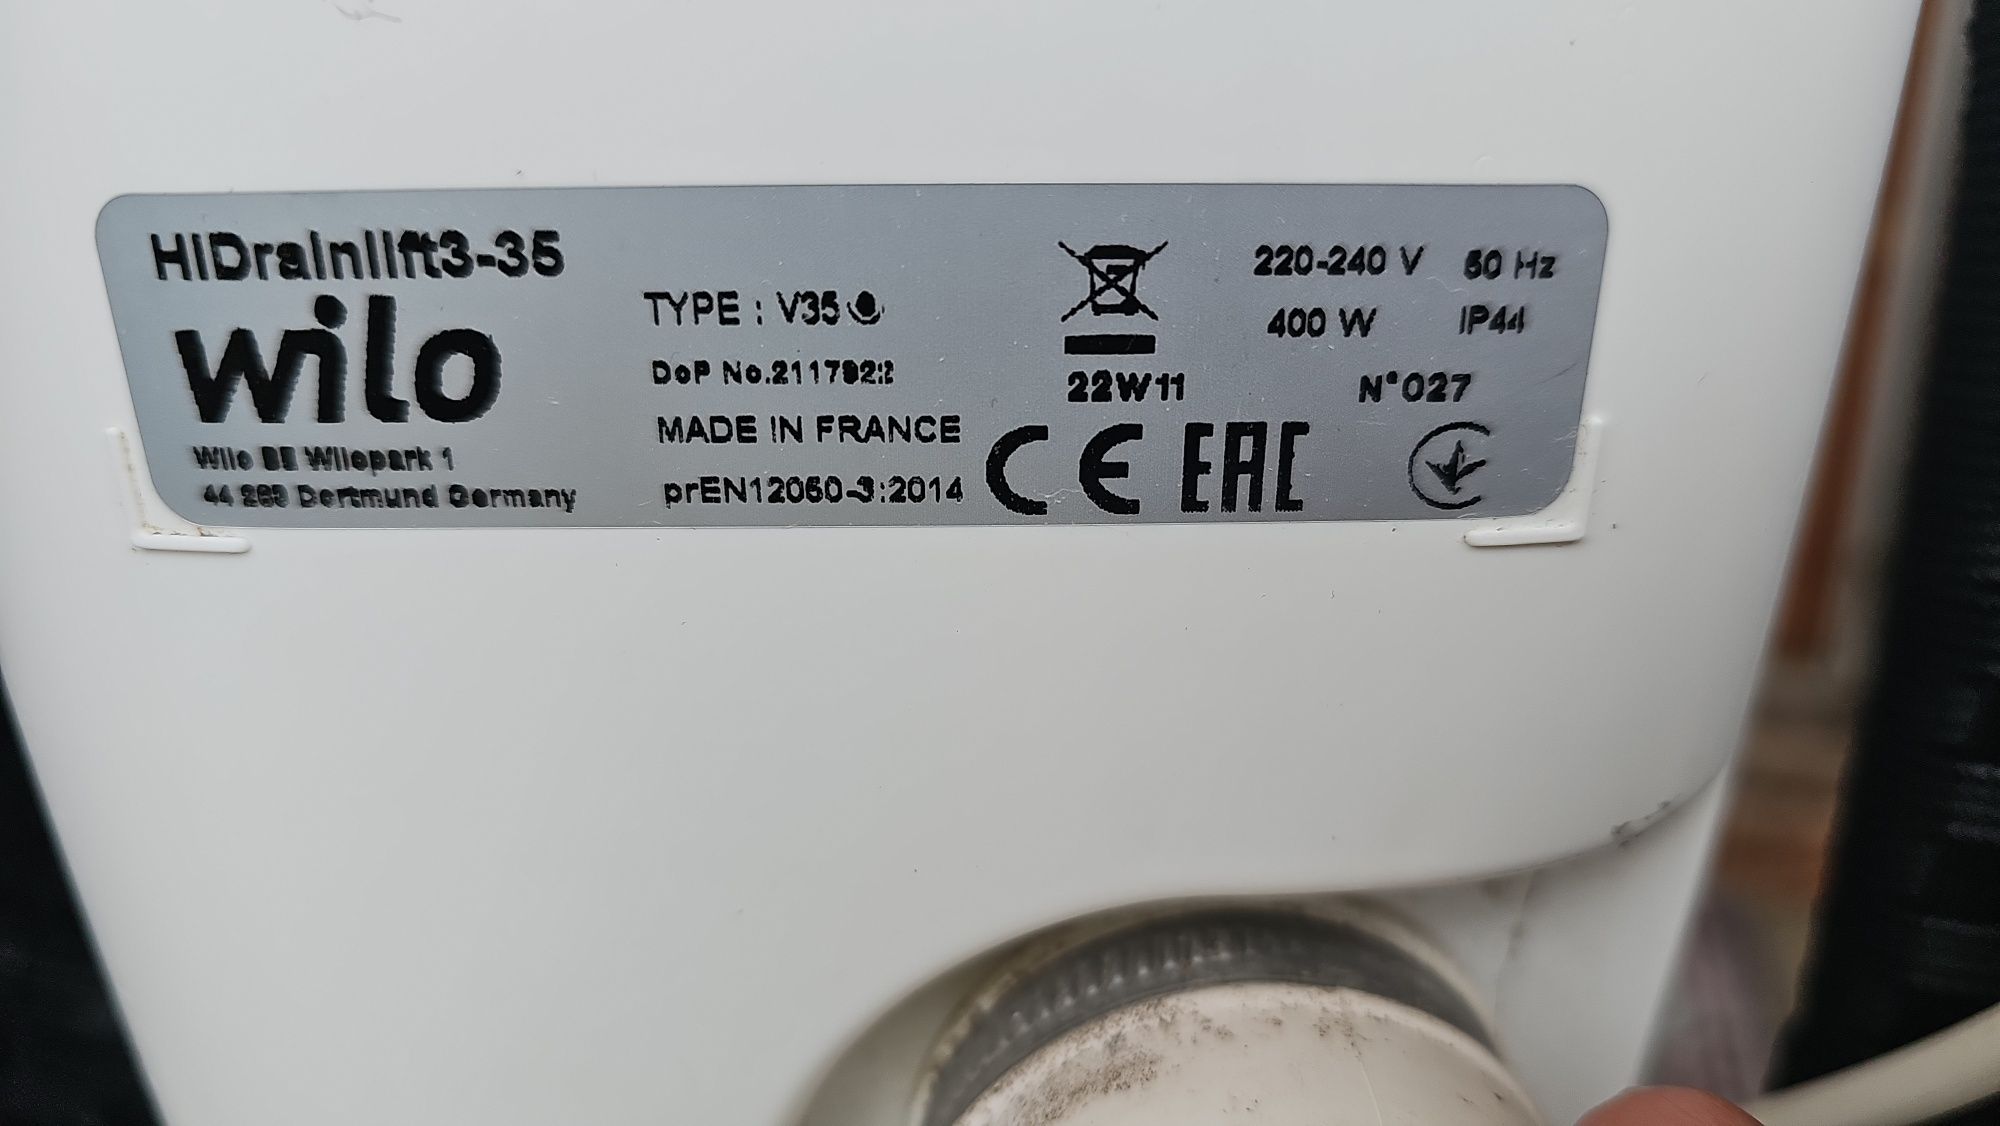 HiDrainlift3-35
wilo
Wilo SE Wilopark 1
44 263 Dortmund Germany
TYPE : V35
DoP No.2117922
MADE IN FRANCE
prEN12050-3:2014
22W11
CE EAC
220-240 V 50 Hz
400 W IP44
N°027